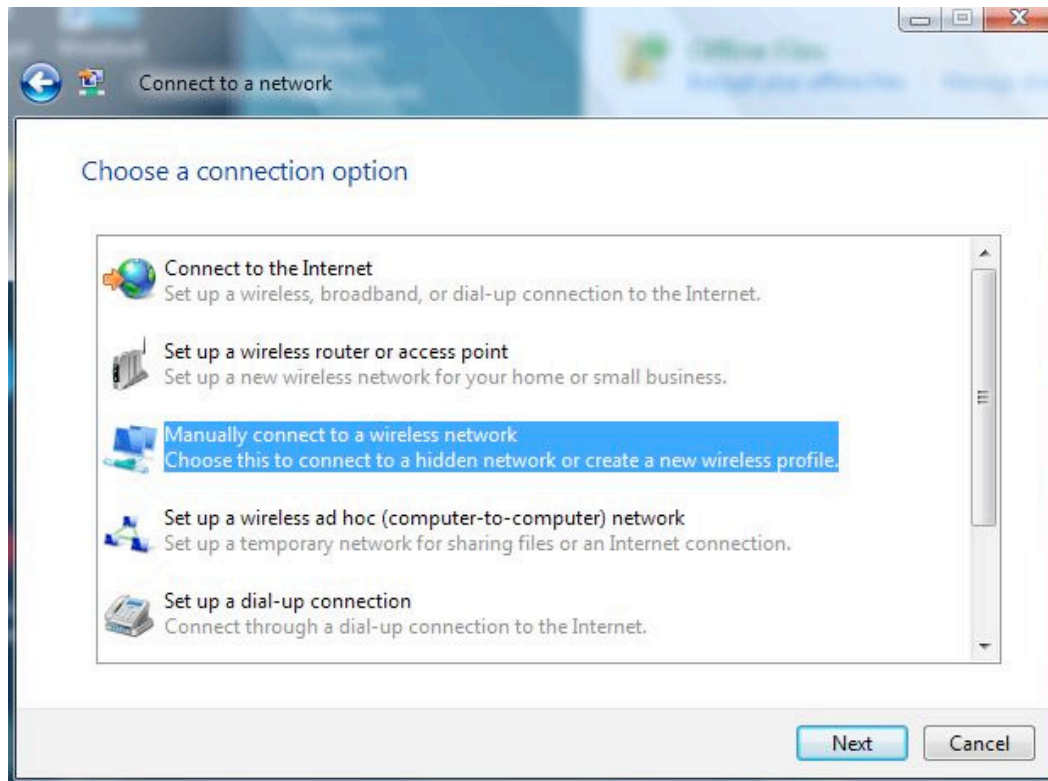 Offline Files
Connect to a network
Choose a connection option
Connect to the Internet
Set up a wireless, broadband, or dial-up connection to the Internet.
Set up a wireless router or access point
Set up a new wireless network for your home or small business.
Manually connect to a wireless network
Choose this to connect to a hidden network or create a new wireless profile.
Set up a wireless ad hoc (computer-to-computer) network
Set up a temporary network for sharing files or an Internet connection.
Set up a dial-up connection
Connect through a dial-up connection to the Internet.
Next
Cancel